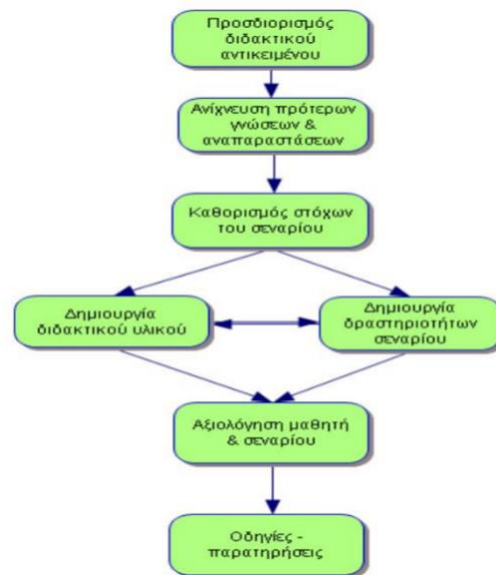 Προσδιορισμός
διδακτικού
αντικειμένου
Ανίχνευση πρότερων
γνώσεων &
αναπαραστάσεων
Καθορισμός στόχων
του σεναρίου
Δημιουργία
διδακτικού υλικού
Δημιουργία
δραστηριοτήτων
σεναρίου
Αξιολόγηση μαθητή
& σεναρίου
Οδηγίες -
παρατηρήσεις